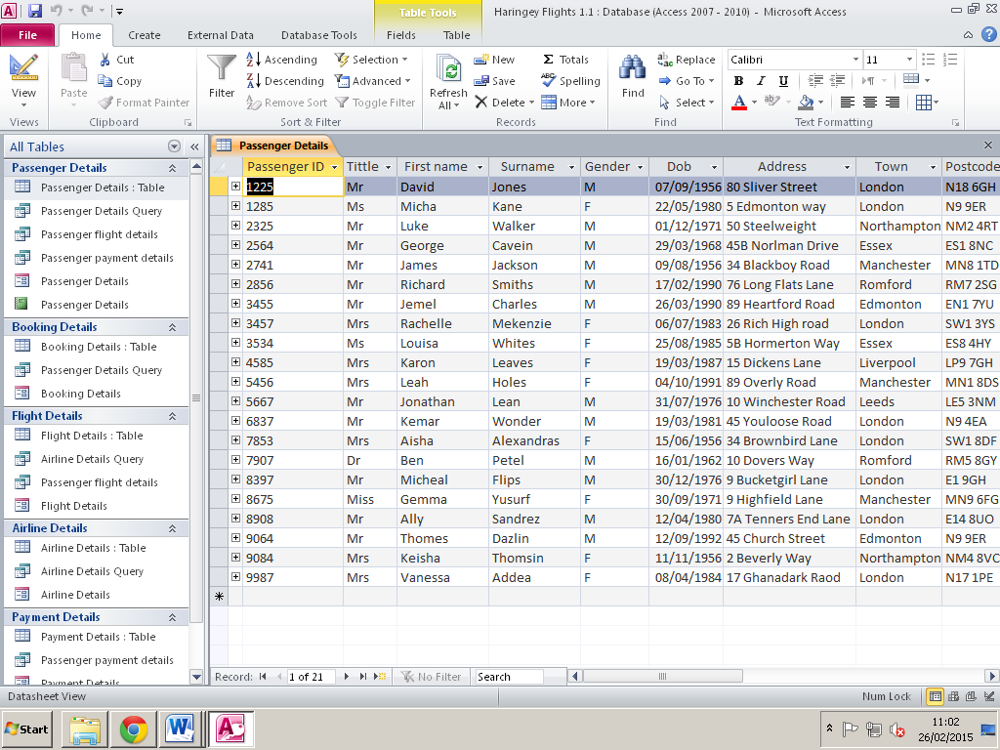 Table Tools
Haringey Flights 1.1 : Database (Access 2007 - 2010) - Microsoft Access
File Home Create External Data Database Tools Fields Table
View
Views
Paste
Cut
Copy
Format Painter
Clipboard
Filter
Ascending
Descending
Remove Sort
Selection
Advanced
Toggle Filter
Sort & Filter
Refresh
All
New
Save
Delete
Totals
Spelling
More
Records
Find
Replace
Go To
Select
Find
Calibri 11
B I U
Text Formatting
All Tables
Passenger Details
Passenger Details : Table
Passenger Details Query
Passenger flight details
Passenger payment details
Passenger Details
Passenger Details
Booking Details
Booking Details : Table
Booking Details Query
Booking Details
Flight Details
Flight Details : Table
Airline Details Query
Passenger flight details
Flight Details
Airline Details
Airline Details : Table
Airline Details Query
Airline Details
Payment Details
Payment Details : Table
Passenger payment details
Payment Details
Passenger Details
Passenger ID Tittle First name Surname Gender Dob Address Town Postcode
1225 Mr David Jones M 07/09/1956 80 Sliver Street London N18 6GH
1285 Ms Micha Kane F 22/05/1980 5 Edmonton way London N9 9ER
2325 Mr Luke Walker M 01/12/1971 50 Steelweight Northampton NM2 4RT
2564 Mr George Cavein M 29/03/1968 45B Norlman Drive Essex ES1 8NC
2741 Mr James Jackson M 09/08/1956 34 Blackboy Road Manchester MN8 1TD
2856 Mr Richard Smiths M 17/02/1990 76 Long Flats Lane Romford RM7 2SG
3455 Mr Jemel Charles M 26/03/1990 89 Heartford Road Edmonton EN1 7YU
3457 Mrs Rachelle Mekenzie F 06/07/1983 26 Rich High road London SW1 3YS
3534 Ms Louisa Whites F 25/08/1985 5B Hormerton Way Essex ES8 4HY
4585 Mrs Karon Leaves F 19/03/1987 15 Dickens Lane Liverpool LP9 7GH
5456 Mrs Leah Holes F 04/10/1991 89 Overly Road Manchester MN1 8DS
5667 Mr Jonathan Lean M 31/07/1976 10 Winchester Road Leeds LE5 3NM
6837 Mr Kemar Wonder M 19/03/1981 45 Youloose Road London N9 4EA
7853 Mrs Aisha Alexandras F 15/06/1956 34 Brownbird Lane London SW1 8DF
7907 Dr Ben Petel M 16/01/1962 10 Dovers Way Romford RM5 8GY
8397 Mr Micheal Flips M 30/12/1976 9 Bucketgirl Lane London E1 9GH
8675 Miss Gemma Yusurf F 30/09/1971 9 Highfield Lane Manchester MN9 6FG
8908 Mr Ally Sandrez M 12/04/1980 7A Tenners End Lane London E14 8UO
9064 Mr Thomes Dazlin M 12/09/1992 45 Church Street Edmonton N9 9ER
9084 Mrs Keisha Thomsin F 11/11/1956 2 Beverly Way Northampton NM4 8VC
9987 Mrs Vanessa Addea F 08/04/1984 17 Ghanadark Raod London N17 1PE
Record: 1 of 21 No Filter Search
Datasheet View Num Lock
Start
11:02
26/02/2015